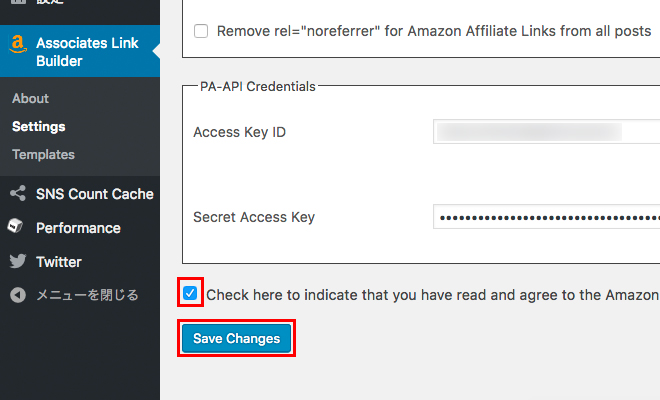 設定
Associates Link
Builder
About
Settings
Templates
SNS Count Cache
Performance
Twitter
メニューを閉じる
Remove rel="noreferrer" for Amazon Affiliate Links from all posts
PA-API Credentials
Access Key ID
Secret Access Key
Check here to indicate that you have read and agree to the Amazon
Save Changes